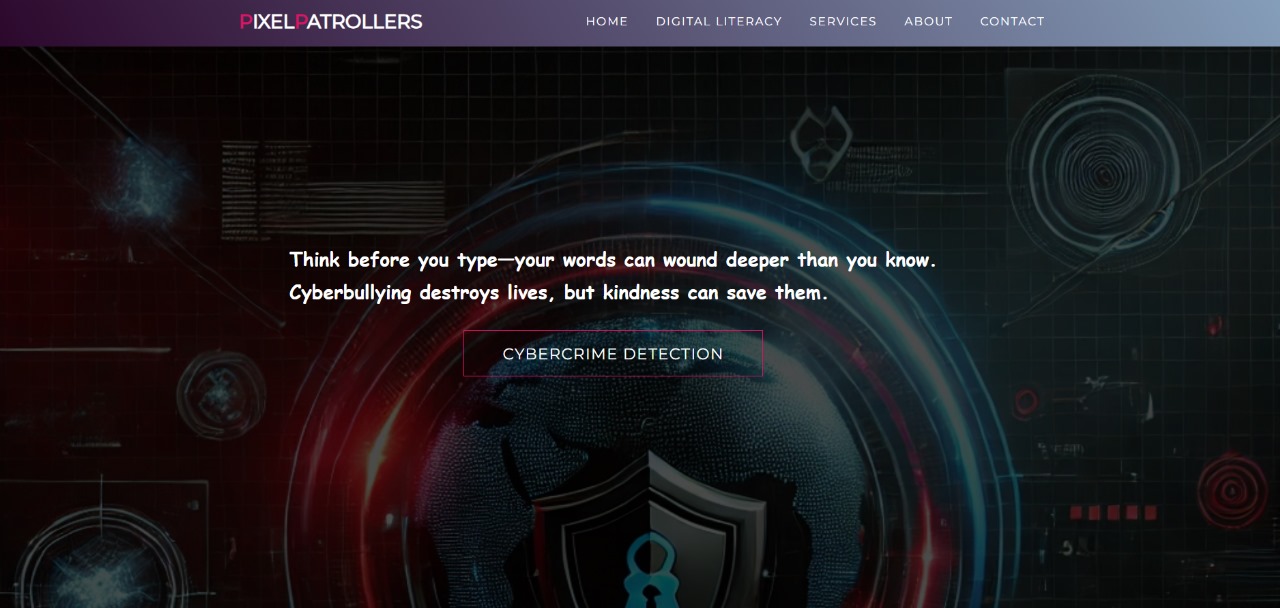 PIXELPATROLLERS
HOME DIGITAL LITERACY SERVICES ABOUT CONTACT
Think before you type—your words can wound deeper than you know.
Cyberbullying destroys lives, but kindness can save them.
CYBERCRIME DETECTION